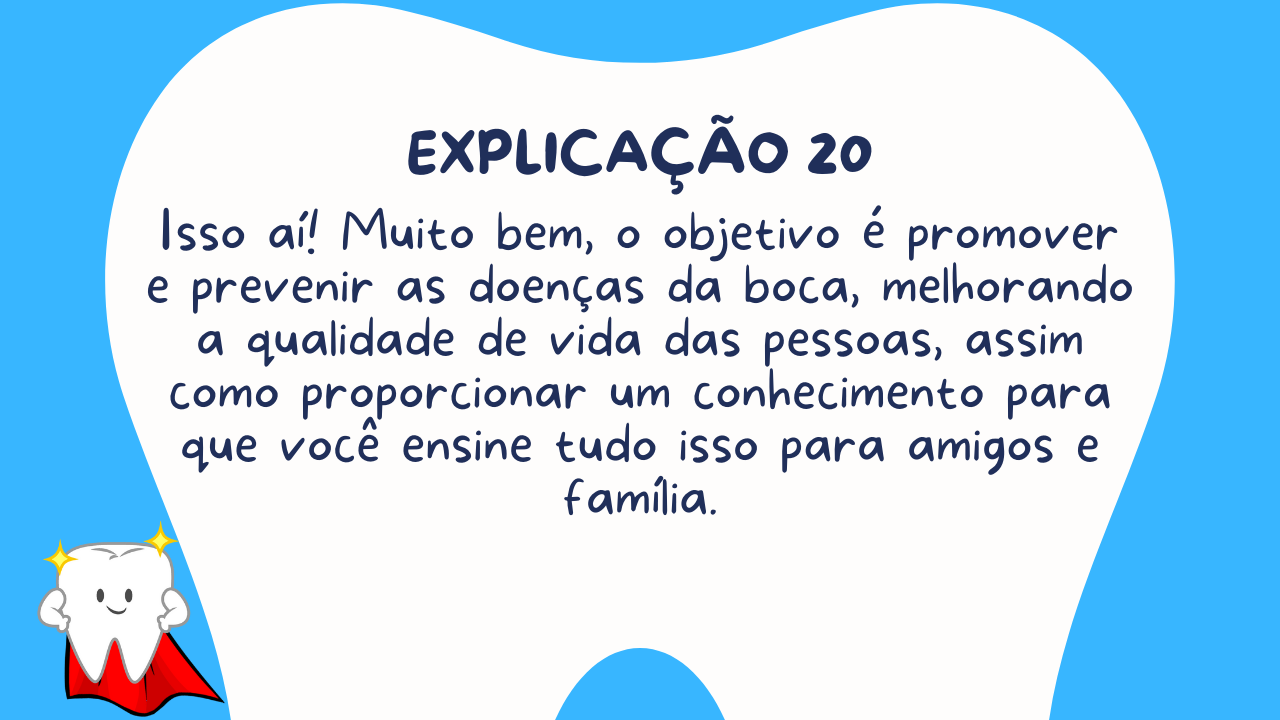 EXPLICAÇÃO 20
Isso aí! Muito bem, o objetivo é promover
e prevenir as doenças da boca, melhorando
a qualidade de vida das pessoas, assim
como proporcionar um conhecimento para
que você ensine tudo isso para amigos e
família.